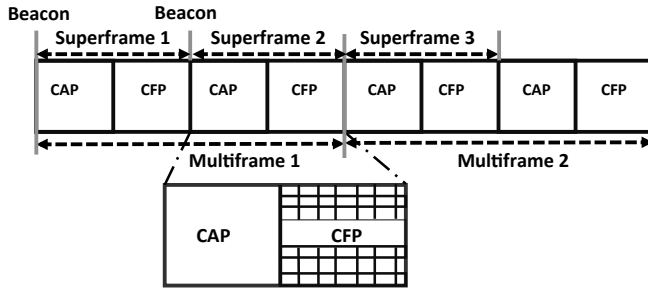 Beacon Beacon
Superframe 1 Superframe 2 Superframe 3
CAP CFP CAP CFP CAP CFP CAP CFP
Multiframe 1 Multiframe 2
CAP CFP